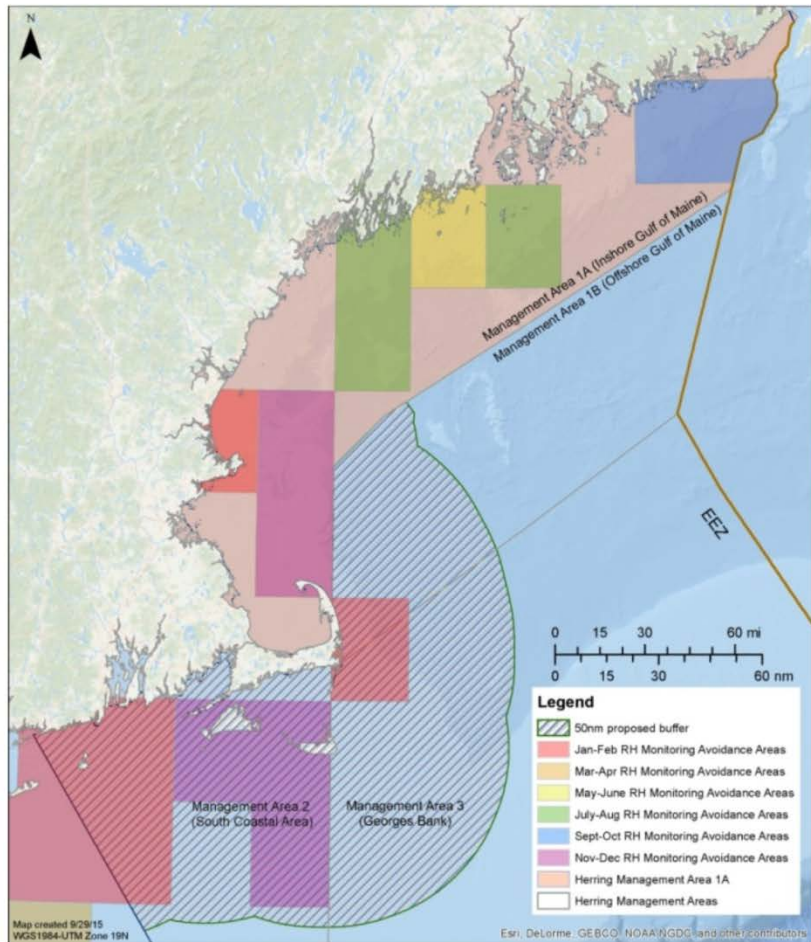 N
Management Area 1A (Inshore Gulf of Maine)
Management Area 1B (Offshore Gulf of Maine)
EEZ
0 15 30 60 mi
0 15 30 60 nm
Management Area 2
(South Coastal Area)
Management Area 3
(Georges Bank)
Legend
50nm proposed buffer
Jan-Feb RH Monitoring Avoidance Areas
Mar-Apr RH Monitoring Avoidance Areas
May-June RH Monitoring Avoidance Areas
July-Aug RH Monitoring Avoidance Areas
Sept-Oct RH Monitoring Avoidance Areas
Nov-Dec RH Monitoring Avoidance Areas
Herring Management Area 1A
Herring Management Areas
Map created 9/29/15
WGS1984-UTM Zone 19N
Esri, DeLorme, GEBCO, NOAA NGDC, and other contributors